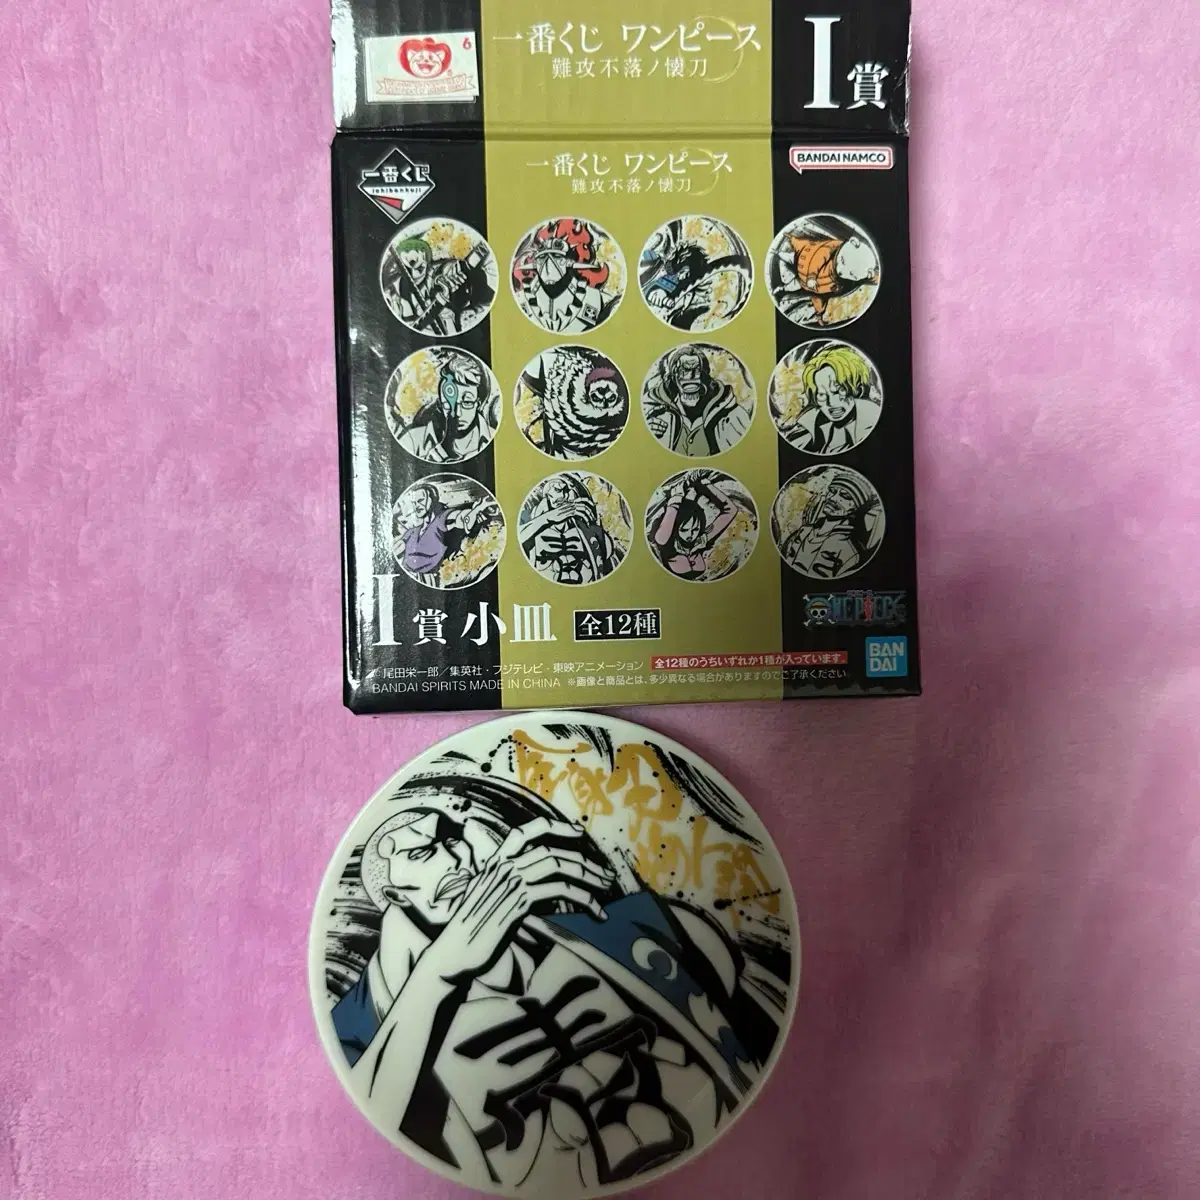 6
一番くじ ワンピース
難攻不落ノ懐刀
I賞
一番くじ
ichibankuji
一番くじ ワンピース
難攻不落ノ懐刀
BANDAI NAMCO
I賞 小皿 全12種
ONE PIECE
BAN
DAI
©尾田栄一郎／集英社・フジテレビ・東映アニメーション
全12種のうちいずれか1種が入っています。
BANDAI SPIRITS MADE IN CHINA ※画像と商品とは、多少異なる場合がありますのでご了承ください